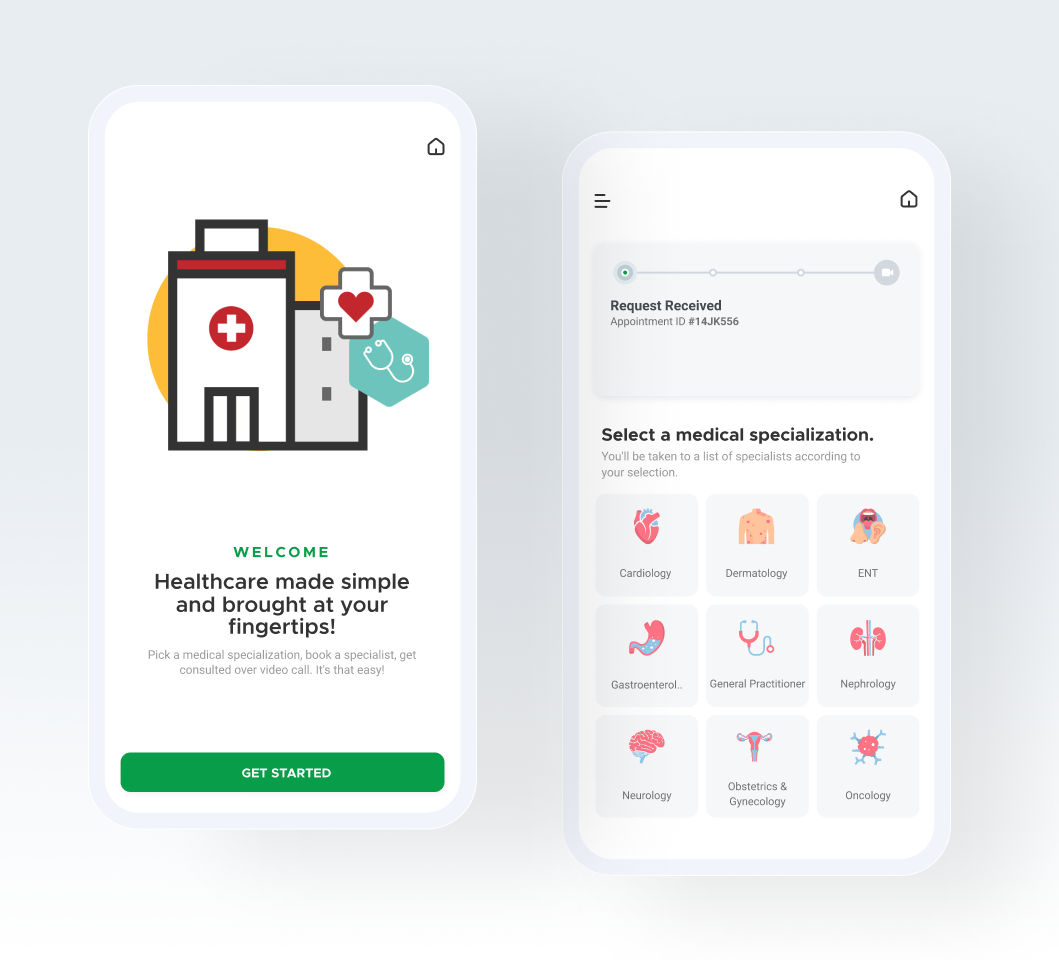 WELCOME
Healthcare made simple
and brought at your
fingertips!
Pick a medical specialization, book a specialist, get
consulted over video call. It's that easy!
GET STARTED
Request Received
Appointment ID #14JK556
Select a medical specialization.
You'll be taken to a list of specialists according to
your selection.
Cardiology
Dermatology
ENT
Gastroenterol..
General Practitioner
Nephrology
Neurology
Obstetrics &
Gynecology
Oncology